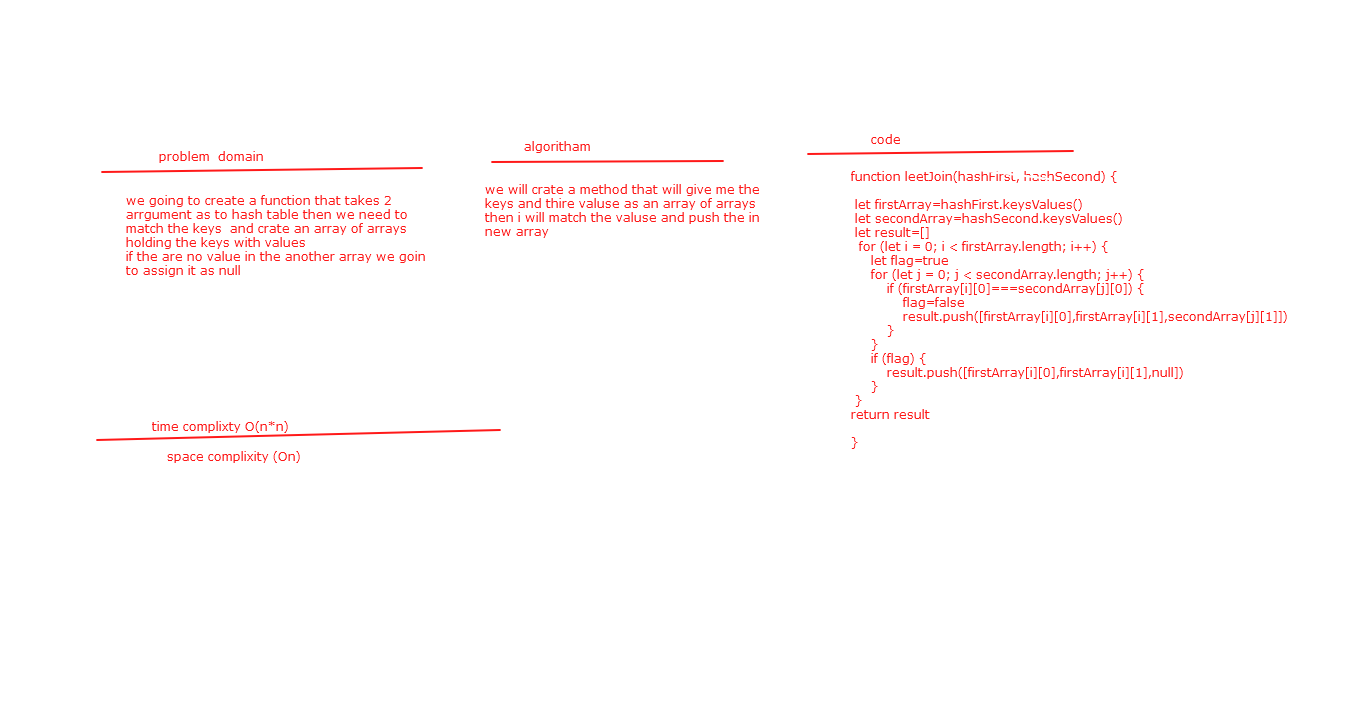 problem domain
we going to create a function that takes 2
arrgument as to hash table then we need to
match the keys and crate an array of arrays
holding the keys with values
if the are no value in the another array we goin
to assign it as null
time complixty O(n*n)
space complixity (On)
algoritham
we will crate a method that will give me the
keys and thire valuse as an array of arrays
then i will match the valuse and push the in
new array
code
function leetJoin(hashFirst, hashSecond) {
let firstArray=hashFirst.keysValues()
let secondArray=hashSecond.keysValues()
let result=[]
for (let i = 0; i < firstArray.length; i++) {
let flag=true
for (let j = 0; j < secondArray.length; j++) {
if (firstArray[i][0]===secondArray[j][0]) {
flag=false
result.push([firstArray[i][0],firstArray[i][1],secondArray[j][1]])
}
}
if (flag) {
result.push([firstArray[i][0],firstArray[i][1],null])
}
}
return result
}